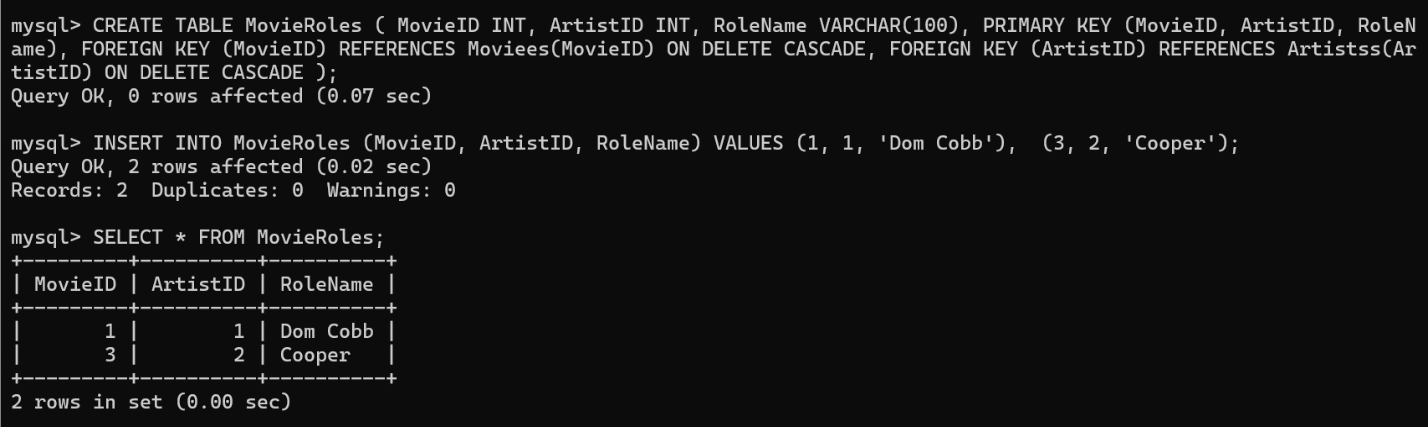 mysql> CREATE TABLE MovieRoles ( MovieID INT, ArtistID INT, RoleName VARCHAR(100), PRIMARY KEY (MovieID, ArtistID, RoleN
ame), FOREIGN KEY (MovieID) REFERENCES Moviees(MovieID) ON DELETE CASCADE, FOREIGN KEY (ArtistID) REFERENCES Artistss(Ar
tistID) ON DELETE CASCADE );
Query OK, 0 rows affected (0.07 sec)

mysql> INSERT INTO MovieRoles (MovieID, ArtistID, RoleName) VALUES (1, 1, 'Dom Cobb'),  (3, 2, 'Cooper');
Query OK, 2 rows affected (0.02 sec)
Records: 2  Duplicates: 0  Warnings: 0

mysql> SELECT * FROM MovieRoles;
+---------+----------+----------+
| MovieID | ArtistID | RoleName |
+---------+----------+----------+
|       1 |        1 | Dom Cobb |
|       3 |        2 | Cooper   |
+---------+----------+----------+
2 rows in set (0.00 sec)